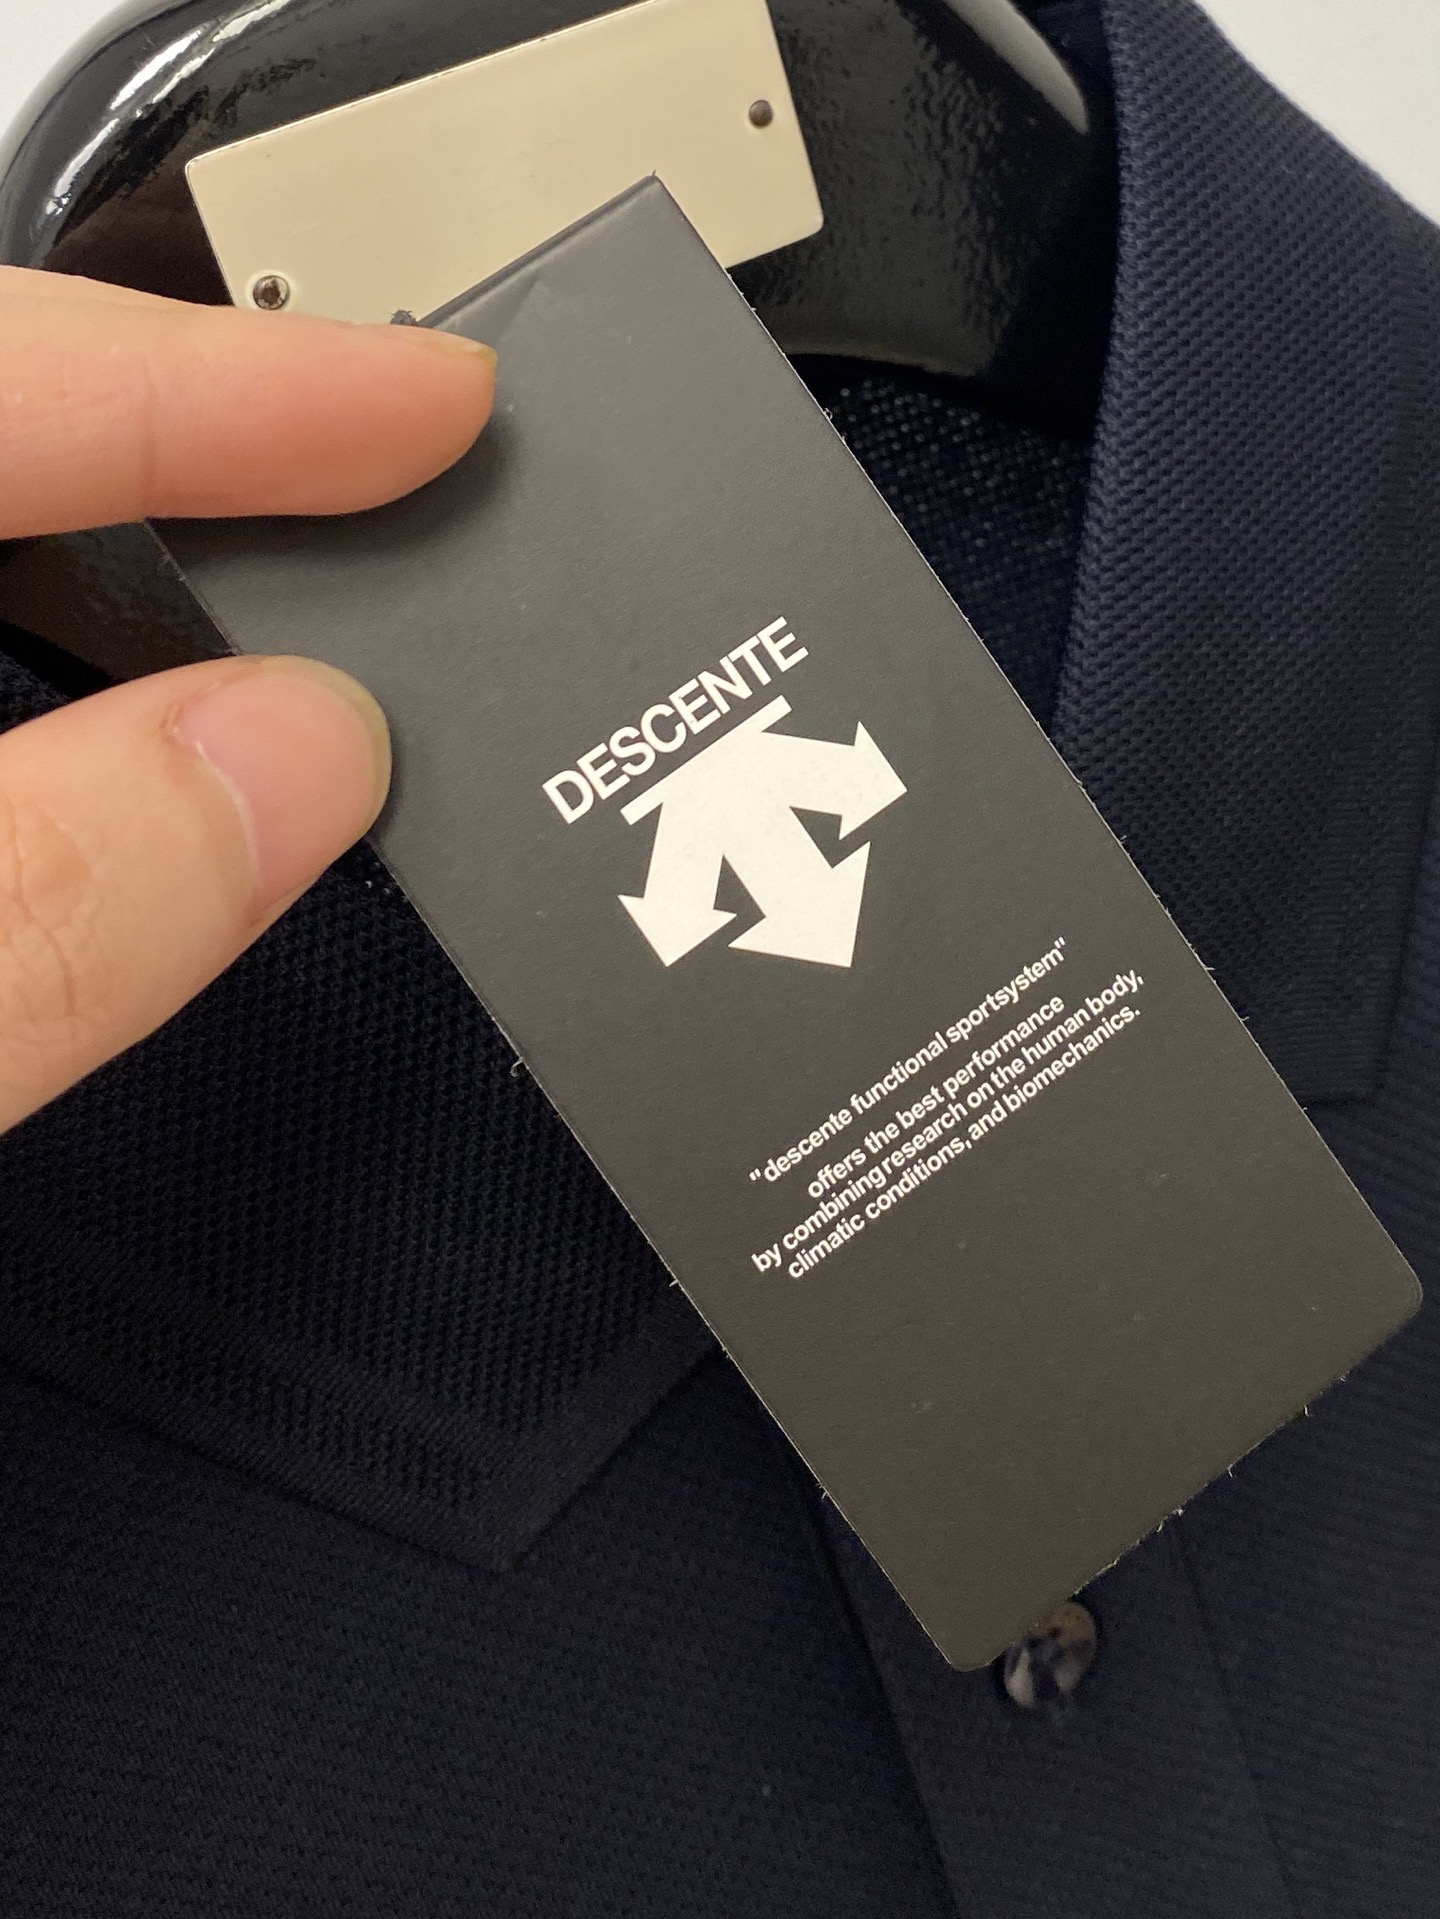 DESCENTE
"descente functional sportsystem"
offers the best performance
by combining research on the human body,
climatic conditions, and biomechanics.